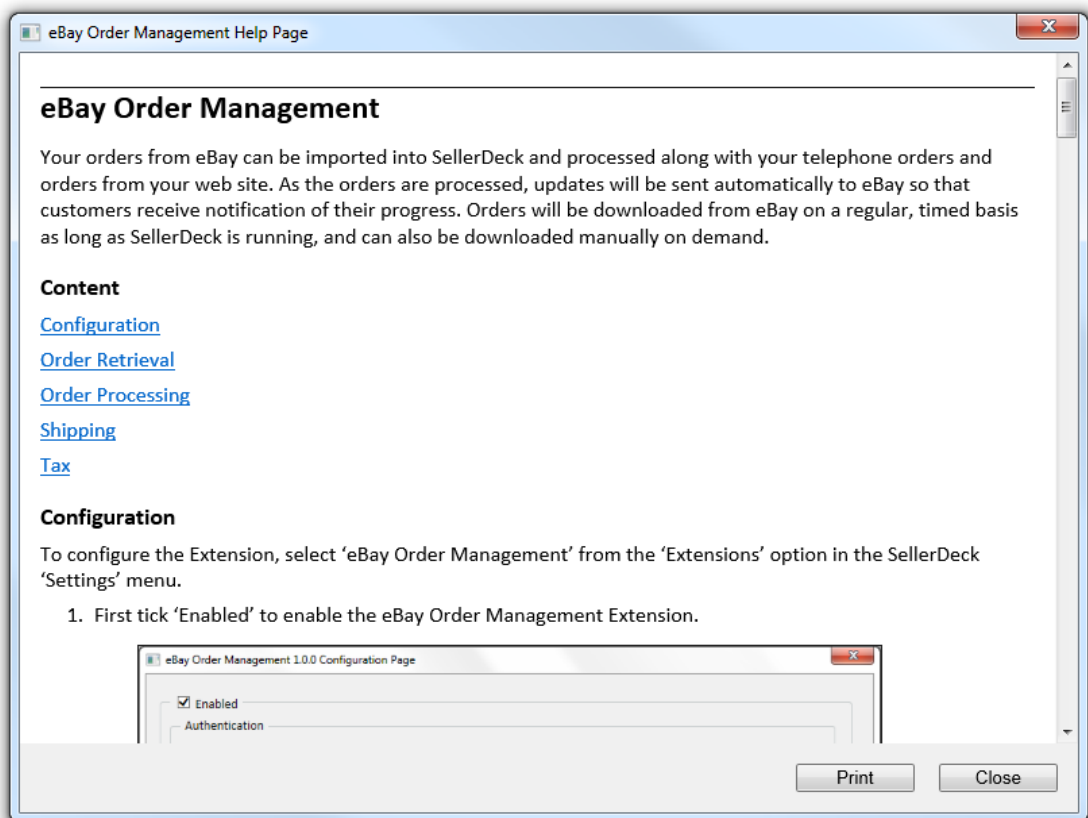 eBay Order Management Help Page
eBay Order Management
Your orders from eBay can be imported into SellerDeck and processed along with your telephone orders and
orders from your web site. As the orders are processed, updates will be sent automatically to eBay so that
customers receive notification of their progress. Orders will be downloaded from eBay on a regular, timed basis
as long as SellerDeck is running, and can also be downloaded manually on demand.
Content
Configuration
Order Retrieval
Order Processing
Shipping
Tax
Configuration
To configure the Extension, select ‘eBay Order Management’ from the ‘Extensions’ option in the SellerDeck
‘Settings’ menu.
1. First tick ‘Enabled’ to enable the eBay Order Management Extension.
eBay Order Management 1.0.0 Configuration Page
Enabled
Authentication
Print
Close